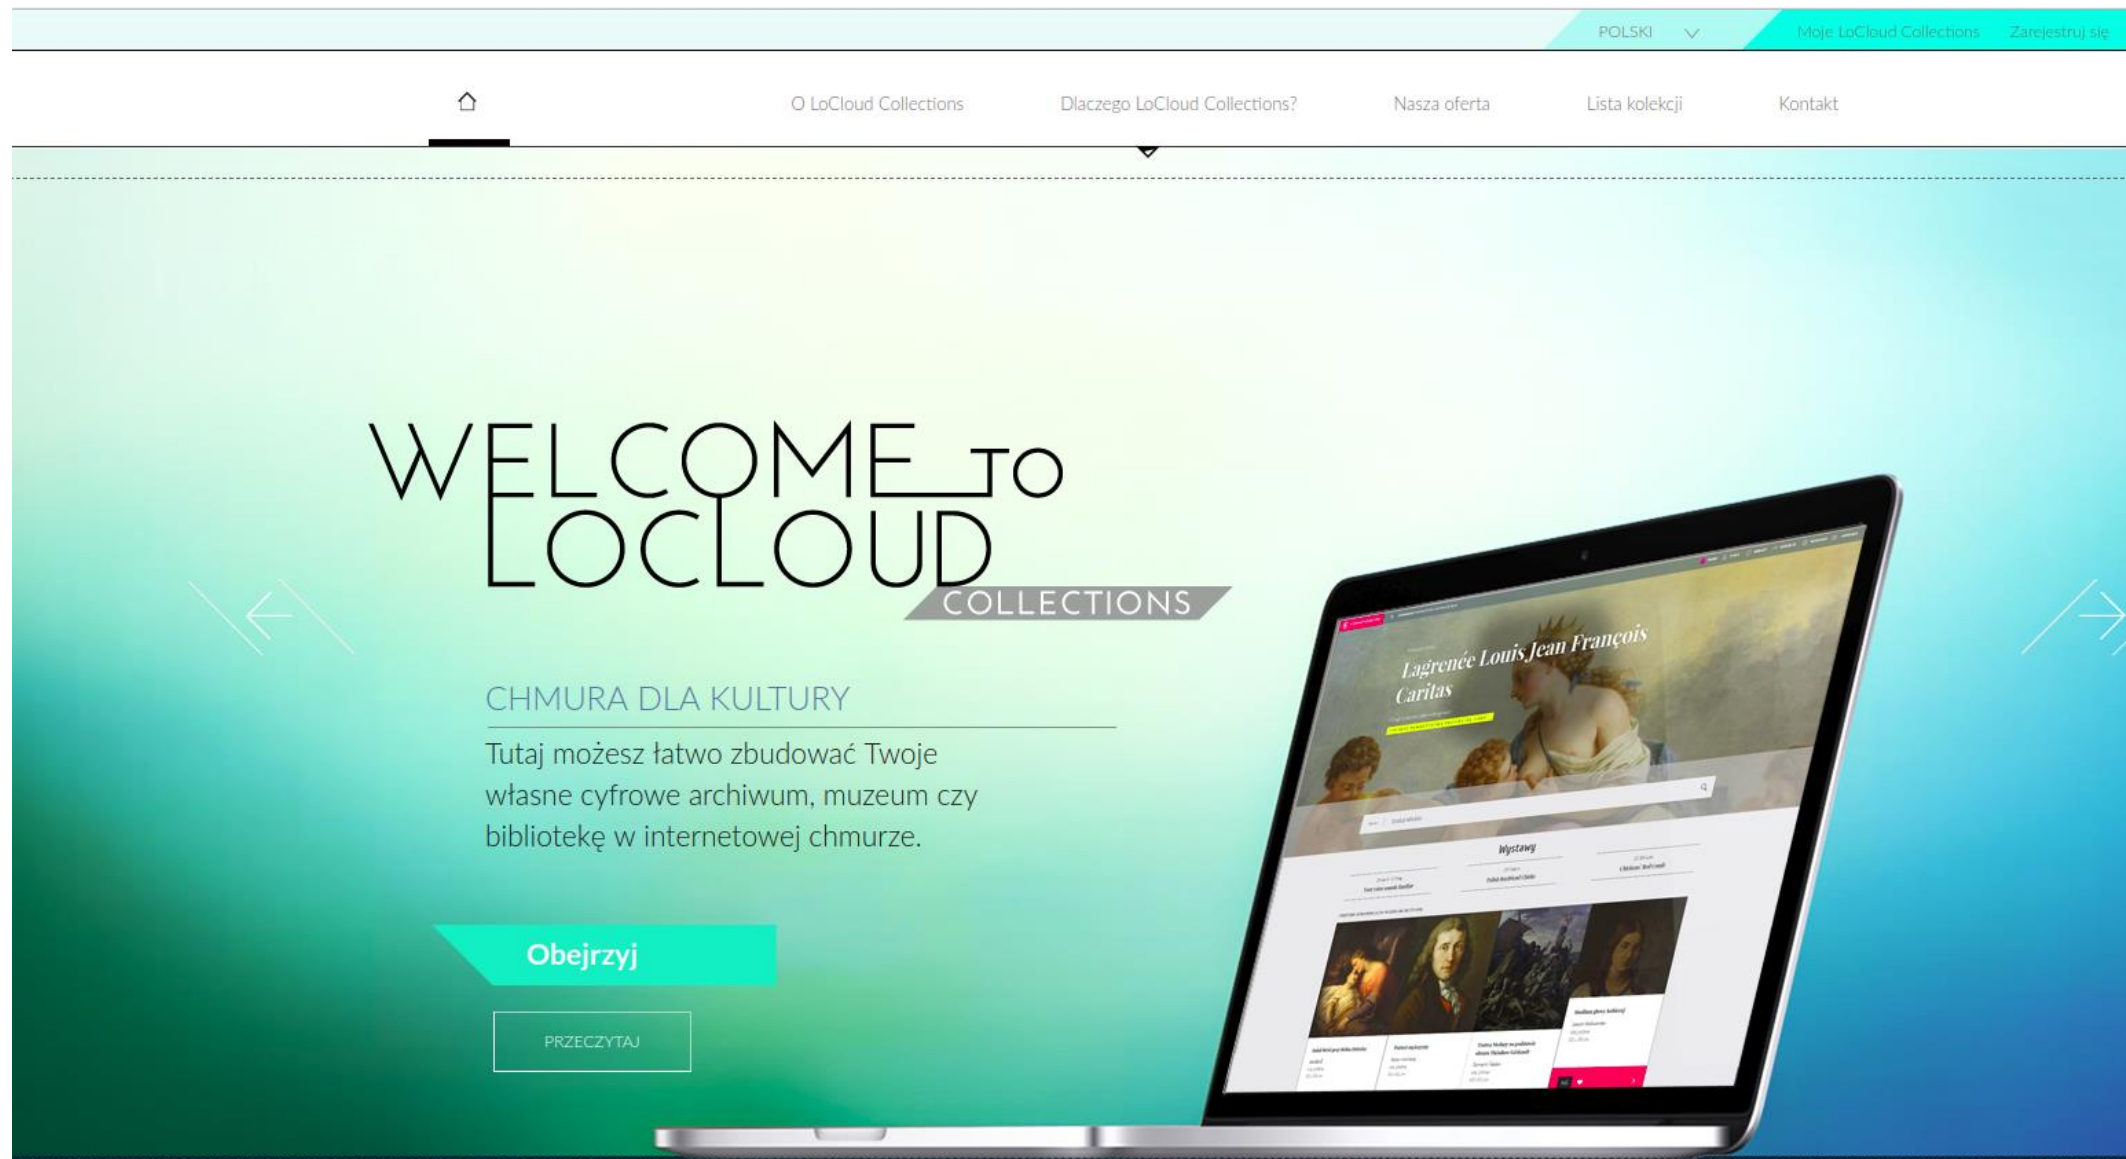 POLSKI
Moje LoCloud Collections Zarejestruj się
O LoCloud Collections Dlaczego LoCloud Collections? Nasza oferta Lista kolekcji Kontakt
WELCOME TO
LOCLOUD
COLLECTIONS
CHMURA DLA KULTURY
Tutaj możesz łatwo zbudować Twoje
własne cyfrowe archiwum, muzeum czy
bibliotekę w internetowej chmurze.
Obejrzyj
PRZECZYTAJ
Lagrenée Louis Jean François
Caritas
Wystawy